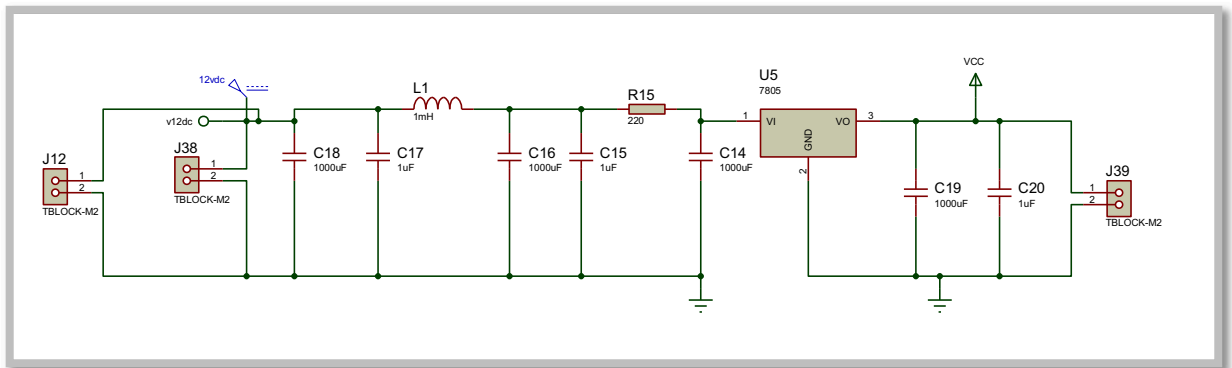 12vdc
v12dc
J12
1
2
TBLOCK-M2
J38
1
2
TBLOCK-M2
C18
1000uF
C17
1uF
L1
1mH
C16
1000uF
C15
1uF
R15
220
C14
1000uF
U5
7805
1
VI
VO
3
GND
2
VCC
C19
1000uF
C20
1uF
J39
1
2
TBLOCK-M2